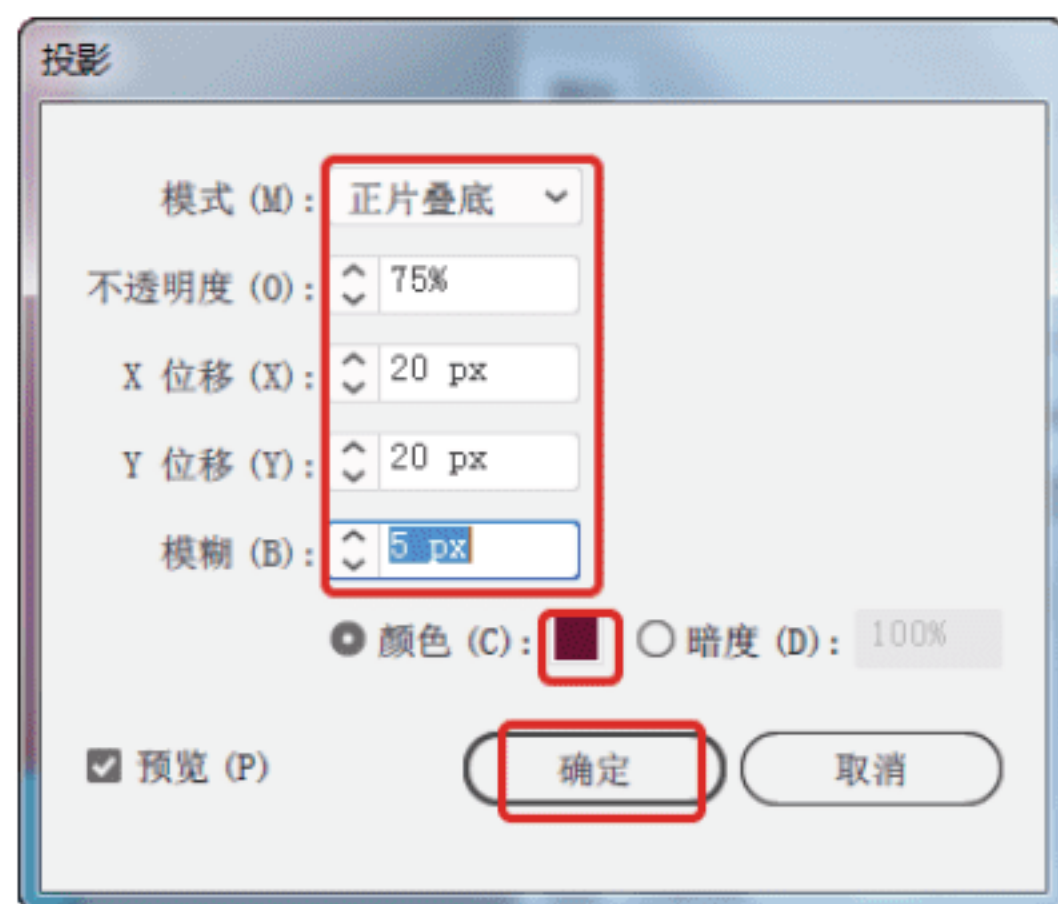 投影
模式 (M): 正片叠底
不透明度 (O): 75%
X 位移 (X): 20 px
Y 位移 (Y): 20 px
模糊 (B): 5 px
颜色 (C): 暗度 (D): 100%
预览 (P) 确定 取消